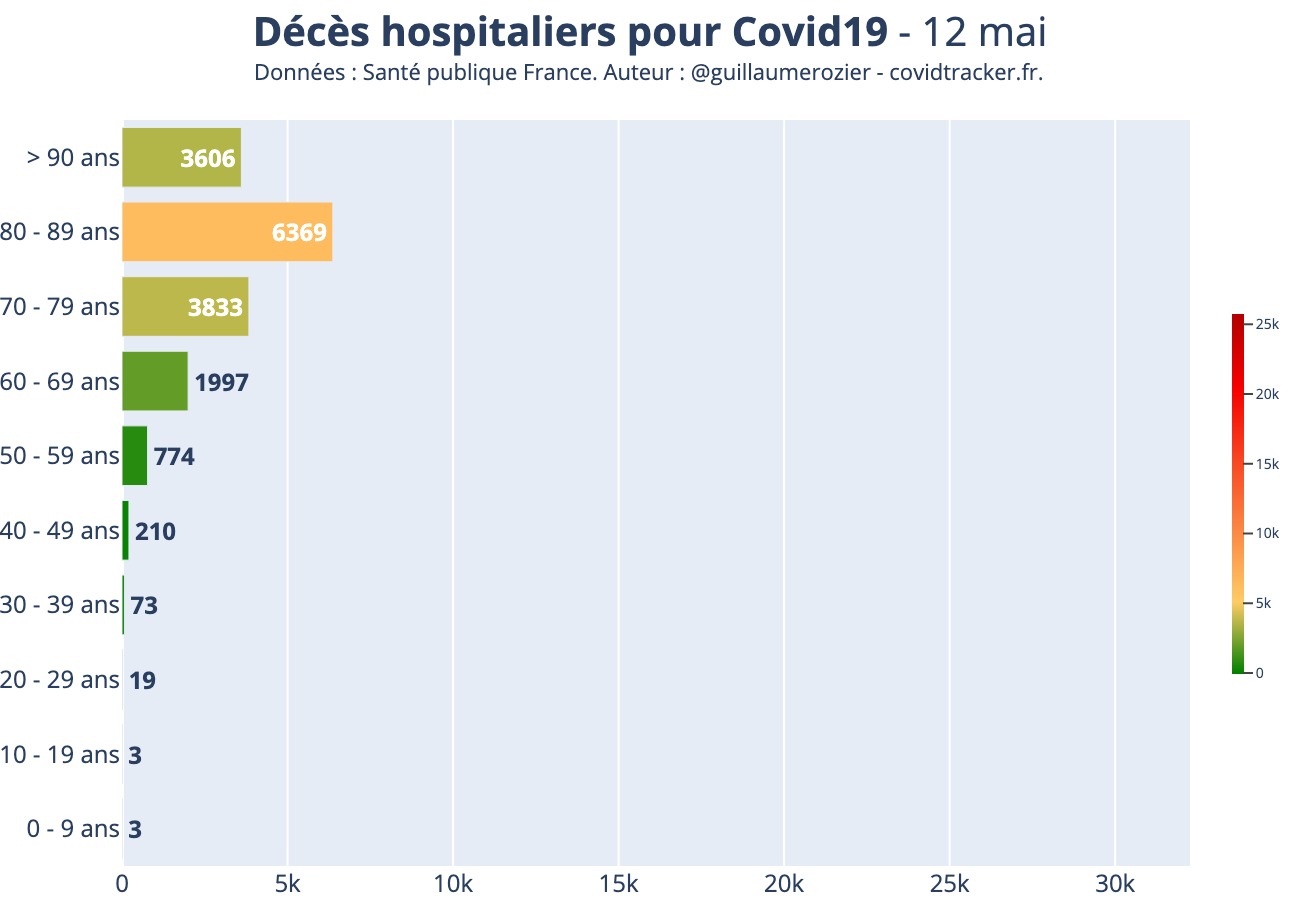 Décès hospitaliers pour Covid19 - 12 mai
Données : Santé publique France. Auteur : @guillaumerozier - covidtracker.fr.
> 90 ans 3606
80 - 89 ans 6369
70 - 79 ans 3833
60 - 69 ans 1997
50 - 59 ans 774
40 - 49 ans 210
30 - 39 ans 73
20 - 29 ans 19
10 - 19 ans 3
0 - 9 ans 3
0 5k 10k 15k 20k 25k 30k
25k
20k
15k
10k
5k
0